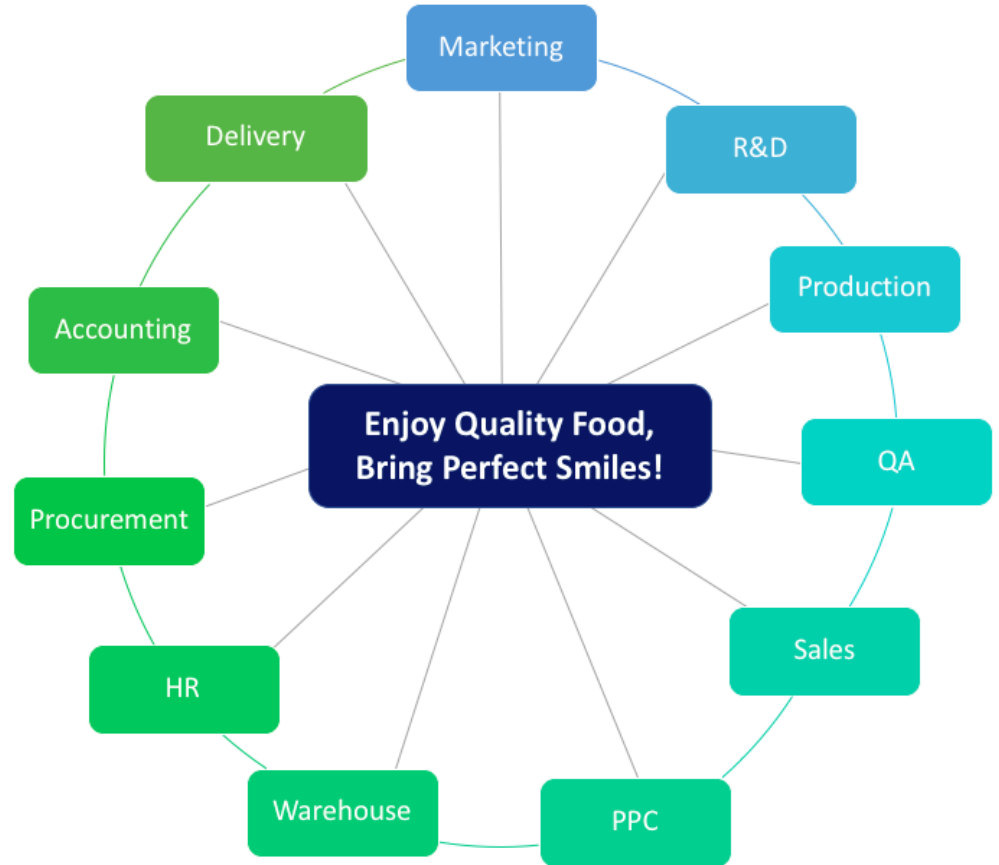 Marketing
R&D
Production
QA
Sales
PPC
Warehouse
HR
Procurement
Accounting
Delivery
Enjoy Quality Food,
Bring Perfect Smiles!